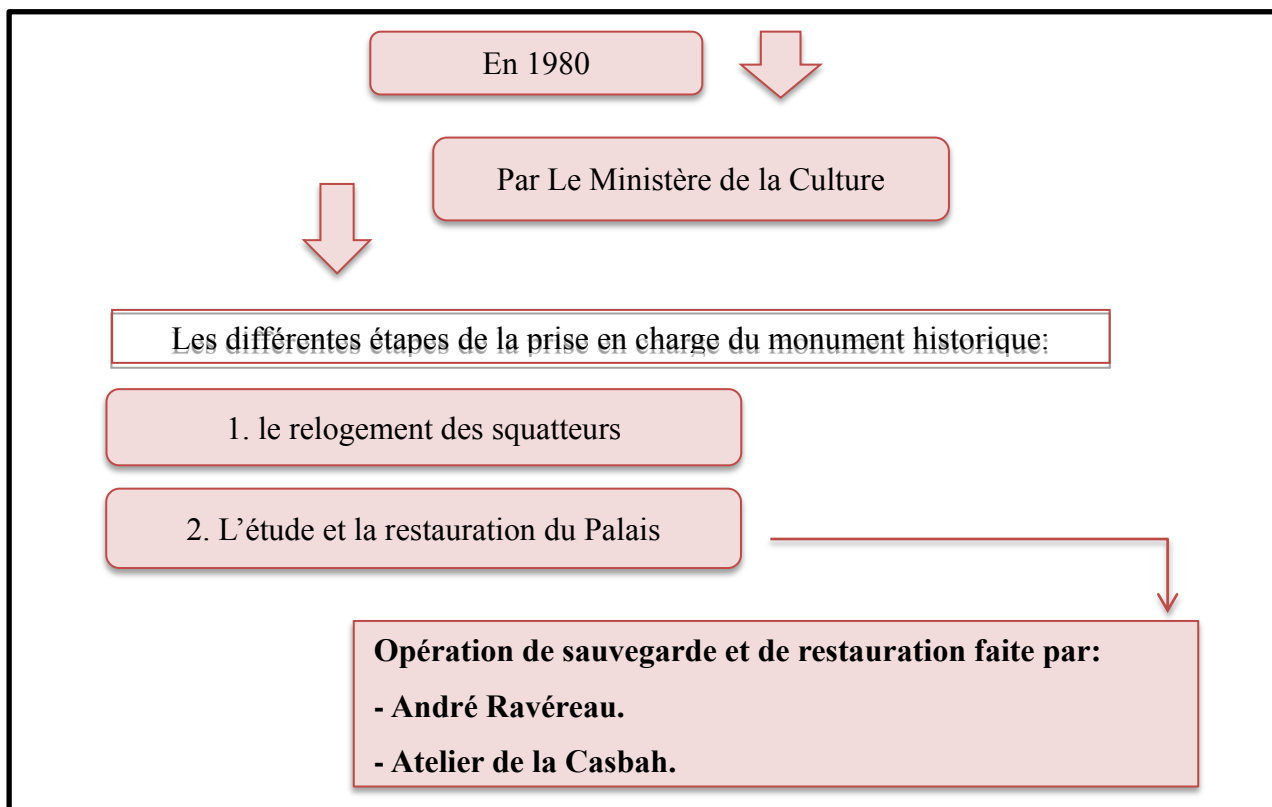 En 1980
Par Le Ministère de la Culture
Les différentes étapes de la prise en charge du monument historique:
1. le relogement des squatteurs
2. L’étude et la restauration du Palais
Opération de sauvegarde et de restauration faite par:
- André Ravéreau.
- Atelier de la Casbah.